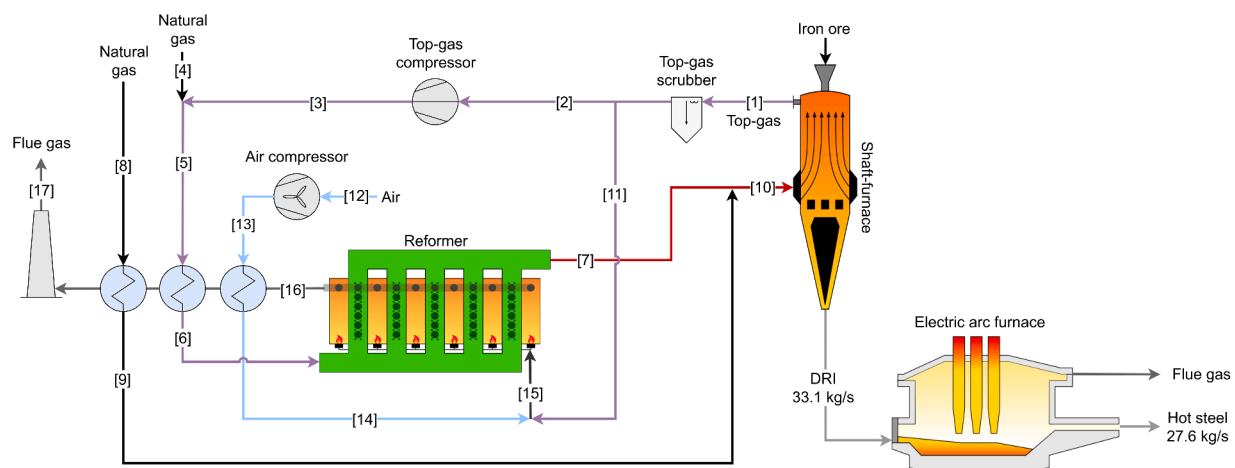 Natural
gas
Natural
gas
[4]
Top-gas
compressor
Top-gas
scrubber
Iron ore
[3]
[2]
[1]
Top-gas
Flue gas
[17]
[8]
[5]
Air compressor
[12]
Air
[13]
[11]
[10]
Shaft-furnace
Reformer
[7]
[16]
[6]
[9]
[14]
[15]
DRI
33.1 kg/s
Electric arc furnace
Flue gas
Hot steel
27.6 kg/s